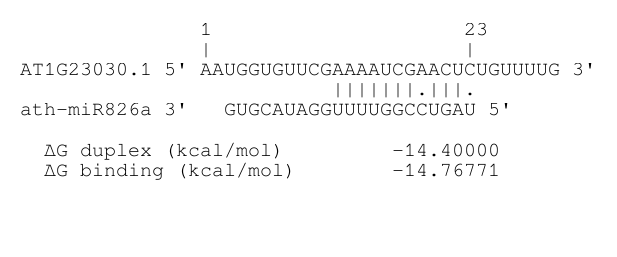 1 23
| |
AT1G23030.1 5' AAUGGUGUUCGAAAAUCGAACUCUGUUUUG 3'
|||||||.|||.
ath-miR826a 3' GUGCAUAGGUUUUGGCCUGAU 5'
ΔG duplex (kcal/mol) -14.40000
ΔG binding (kcal/mol) -14.76771